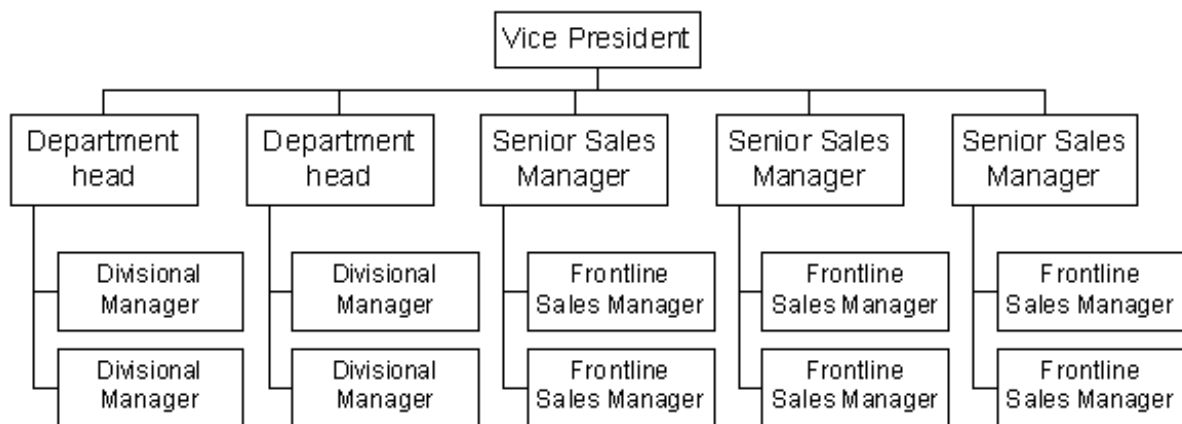 Vice President
Department
head
Department
head
Senior Sales
Manager
Senior Sales
Manager
Senior Sales
Manager
Divisional
Manager
Divisional
Manager
Frontline
Sales Manager
Frontline
Sales Manager
Frontline
Sales Manager
Divisional
Manager
Divisional
Manager
Frontline
Sales Manager
Frontline
Sales Manager
Frontline
Sales Manager